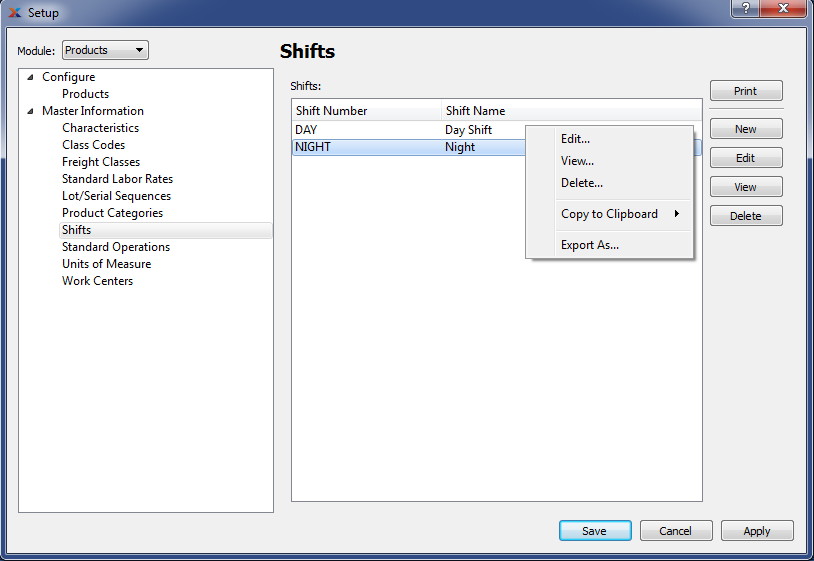 Setup
?
X
Module: Products
Shifts
Configure
Products
Master Information
Characteristics
Class Codes
Freight Classes
Standard Labor Rates
Lot/Serial Sequences
Product Categories
Shifts
Standard Operations
Units of Measure
Work Centers
Shifts:
Shift Number Shift Name
DAY Day Shift
NIGHT Night
Edit...
View...
Delete...
Copy to Clipboard
Export As...
Print
New
Edit
View
Delete
Save Cancel Apply